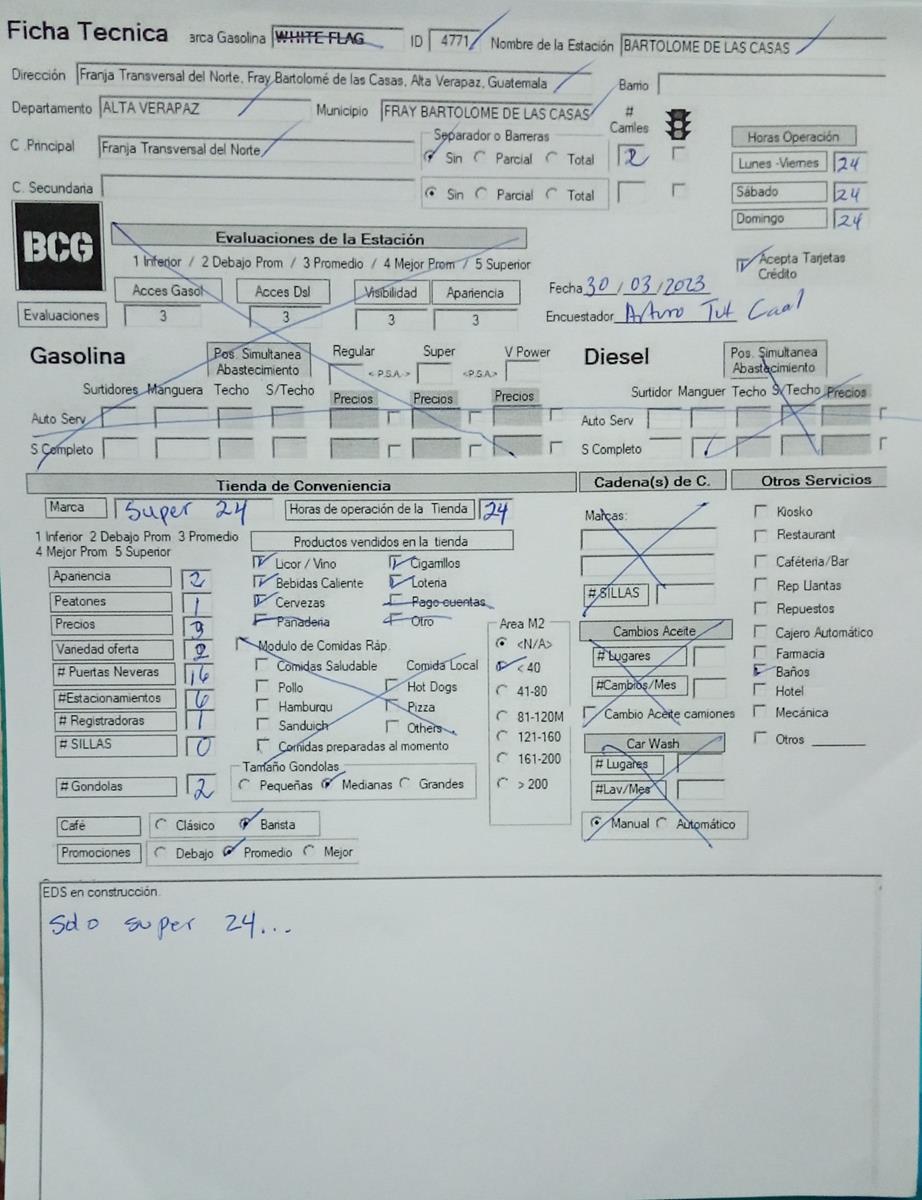 Ficha Tecnica arca Gasolina WHITE FLAG ID 4771 Nombre de la Estación BARTOLOME DE LAS CASAS
Dirección Franja Transversal del Norte, Fray Bartolomé de las Casas, Alta Verapaz, Guatemala Barrio
Departamento ALTA VERAPAZ Municipio FRAY BARTOLOME DE LAS CASAS # Carriles
Separador o Barreras
Horas Operación
C .Principal Franja Transversal del Norte Sin Parcial Total 2
Lunes -Viernes 24
C. Secundaria Sin Parcial Total
Sábado 24
Domingo 24
BCG
Evaluaciones de la Estación
1 Inferior / 2 Debajo Prom / 3 Promedio / 4 Mejor Prom / 5 Superior
Acepta Tarjetas Crédito
Acces Gasol Acces Dsl Visibilidad Apariencia
Fecha 30/03/2023
Evaluaciones 3 3 3 3
Encuestador Arturo Tut Caal
Gasolina Pos. Simultanea Abastecimiento Regular <P.S.A> Super <P.S.A> V Power
Diesel Pos. Simultanea Abastecimiento
Surtidores Manguera Techo S/Techo Precios Precios Precios
Surtidor Manguer Techo S/Techo Precios
Auto Serv Auto Serv
S Completo S Completo
Tienda de Conveniencia Cadena(s) de C. Otros Servicios
Marca Super 24 Horas de operación de la Tienda 24
1 Inferior 2 Debajo Prom 3 Promedio
4 Mejor Prom 5 Superior
Apariencia 2
Peatones 1
Precios 3
Variedad oferta 2
# Puertas Neveras 16
#Estacionamientos 6
# Registradoras 1
# SILLAS 0
# Gondolas 2
Productos vendidos en la tienda
Licor / Vino Cigarrillos
Bebidas Caliente Loteria
Cervezas Pago cuentas
Panaderia Otro
Modulo de Comidas Ráp.
Comidas Saludable Comida Local
Pollo Hot Dogs
Hamburqu Pizza
Sanduich Others
Comidas preparadas al momento
Tamaño Gondolas
Pequeñas Medianas Grandes
Area M2
<N/A>
< 40
41-80
81-120M
121-160
161-200
> 200
Marcas:
# SILLAS
Cambios Aceite
# Lugares
#Cambios/Mes
Cambio Aceite camiones
Car Wash
# Lugares
#Lav/Mes
Manual Automático
Kiosko
Restaurant
Caféteria/Bar
Rep Llantas
Repuestos
Cajero Automático
Farmacia
Baños
Hotel
Mecánica
Otros
Café Clásico Barista
Promociones Debajo Promedio Mejor
EDS en construcción.
Solo super 24...